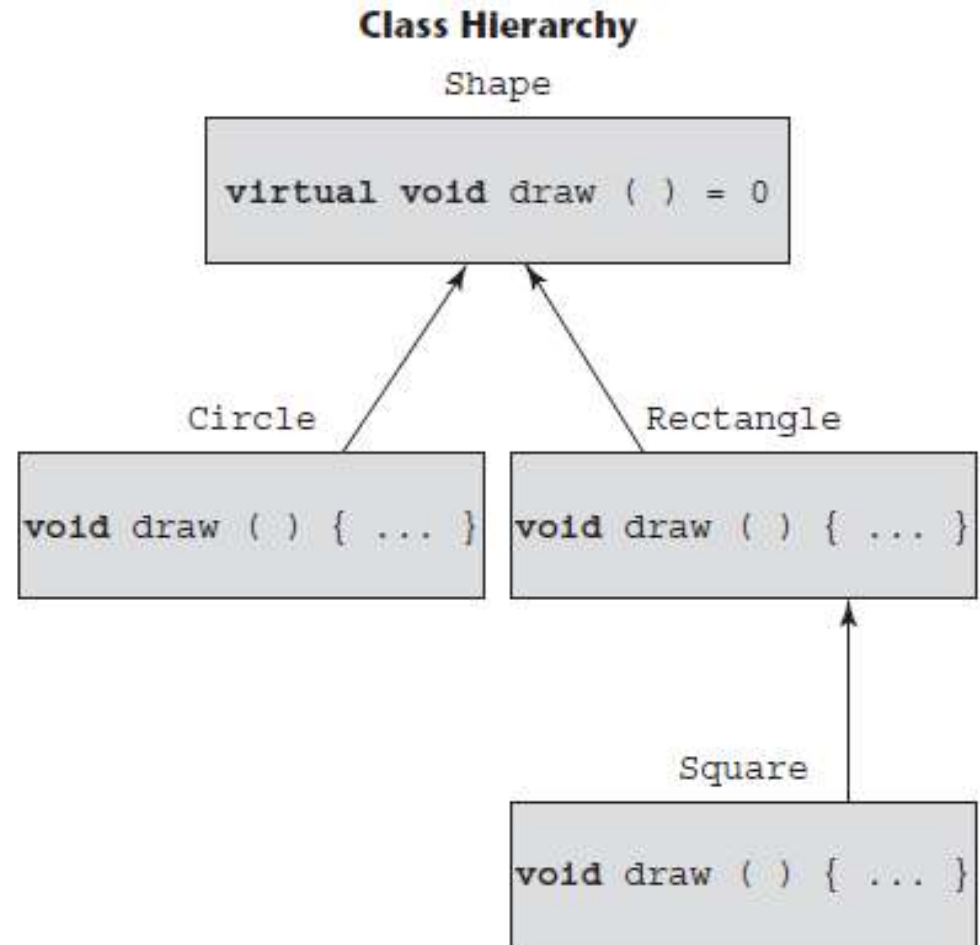 Class Hierarchy
Shape
virtual void draw ( ) = 0
Circle
Rectangle
void draw ( ) { ... }
void draw ( ) { ... }
Square
void draw ( ) { ... }